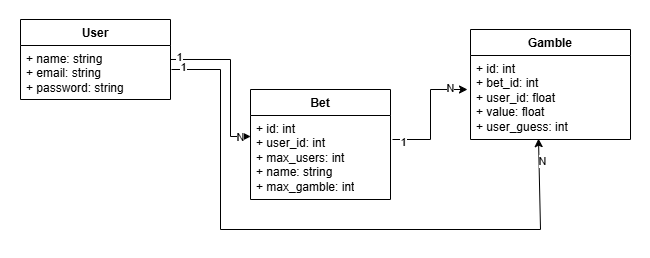 User
+ name: string
+ email: string
+ password: string
1
1
N
Bet
+ id: int
+ user_id: int
+ max_users: int
+ name: string
+ max_gamble: int
1
N
Gamble
+ id: int
+ bet_id: int
+ user_id: float
+ value: float
+ user_guess: int
N